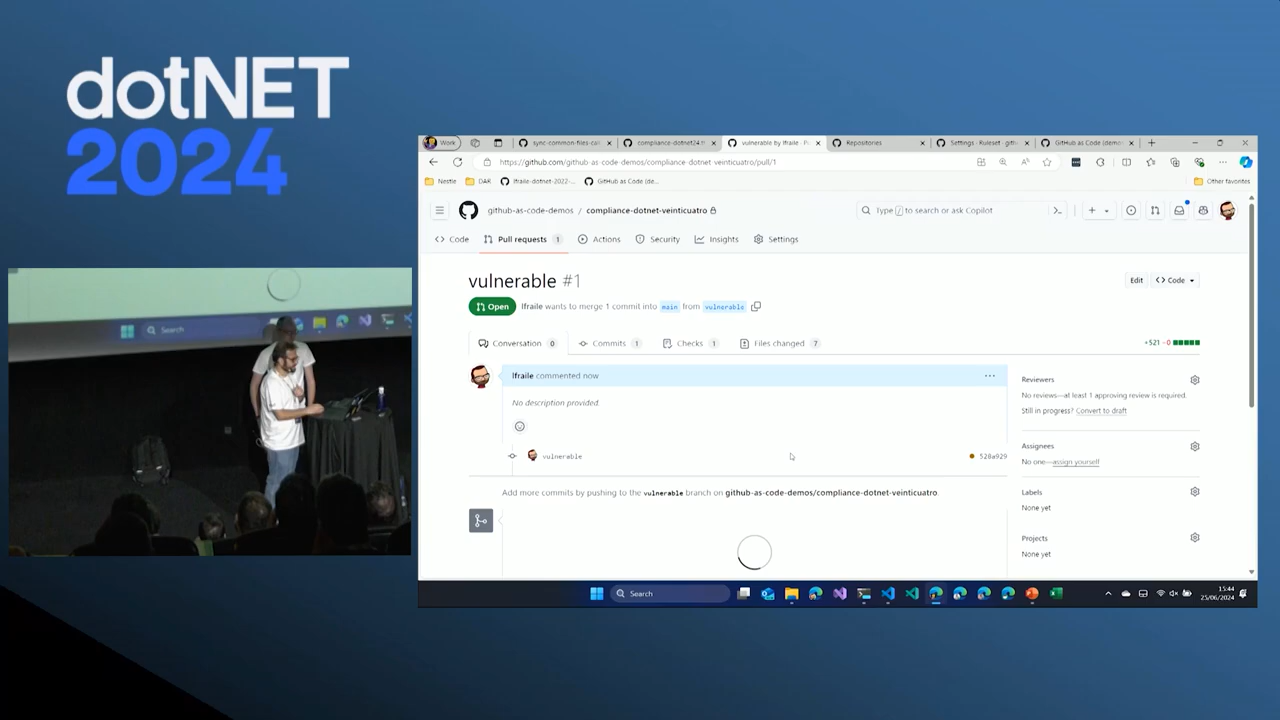 dotNET
2024
Search
Work
sync-common-files-cal
compliance-dotnet24
vulnerable by lfraile
Repositories
Settings · Ruleset · gith
GitHub as Code (demo
https://github.com/github-as-code-demos/compliance-dotnet-veinticuatro/pull/1
Nestle
DAR
lfraile-dotnet-2022-...
GitHub as Code (de...
Other favorites
github-as-code-demos / compliance-dotnet-veinticuatro
Type / to search or ask Copilot
Code
Pull requests 1
Actions
Security
Insights
Settings
vulnerable #1
Edit
Code
Open
lfraile wants to merge 1 commit into main from vulnerable
Conversation 0
Commits 1
Checks 1
Files changed 7
+521 -0
lfraile commented now
No description provided.
vulnerable
528a929
Add more commits by pushing to the vulnerable branch on github-as-code-demos/compliance-dotnet-veinticuatro.
Reviewers
No reviews—at least 1 approving review is required.
Still in progress? Convert to draft
Assignees
No one—assign yourself
Labels
None yet
Projects
None yet
Search
15:44
25/06/2024